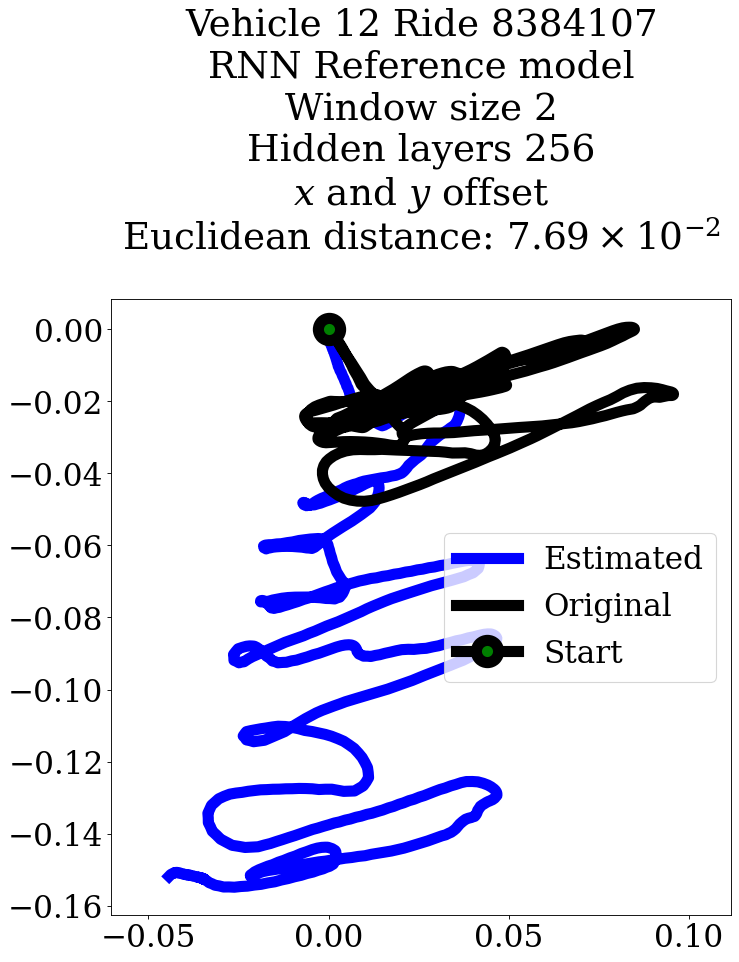 Vehicle 12 Ride 8384107
RNN Reference model
Window size 2
Hidden layers 256
x and y offset
Euclidean distance: 7.69 × 10⁻²
0.00
−0.02
−0.04
−0.06
−0.08
−0.10
−0.12
−0.14
−0.16
Estimated
Original
Start
−0.05 0.00 0.05 0.10